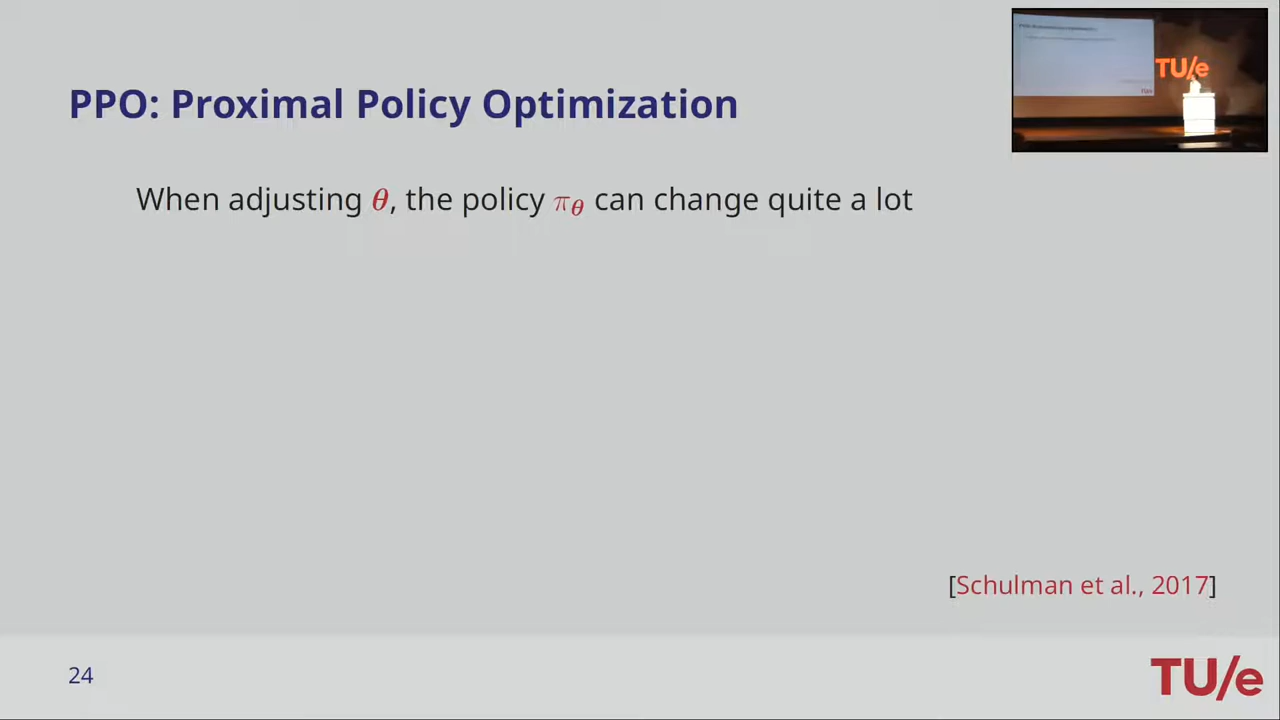 PPO: Proximal Policy Optimization
TU/e
When adjusting θ, the policy πθ can change quite a lot
[Schulman et al., 2017]
24
TU/e